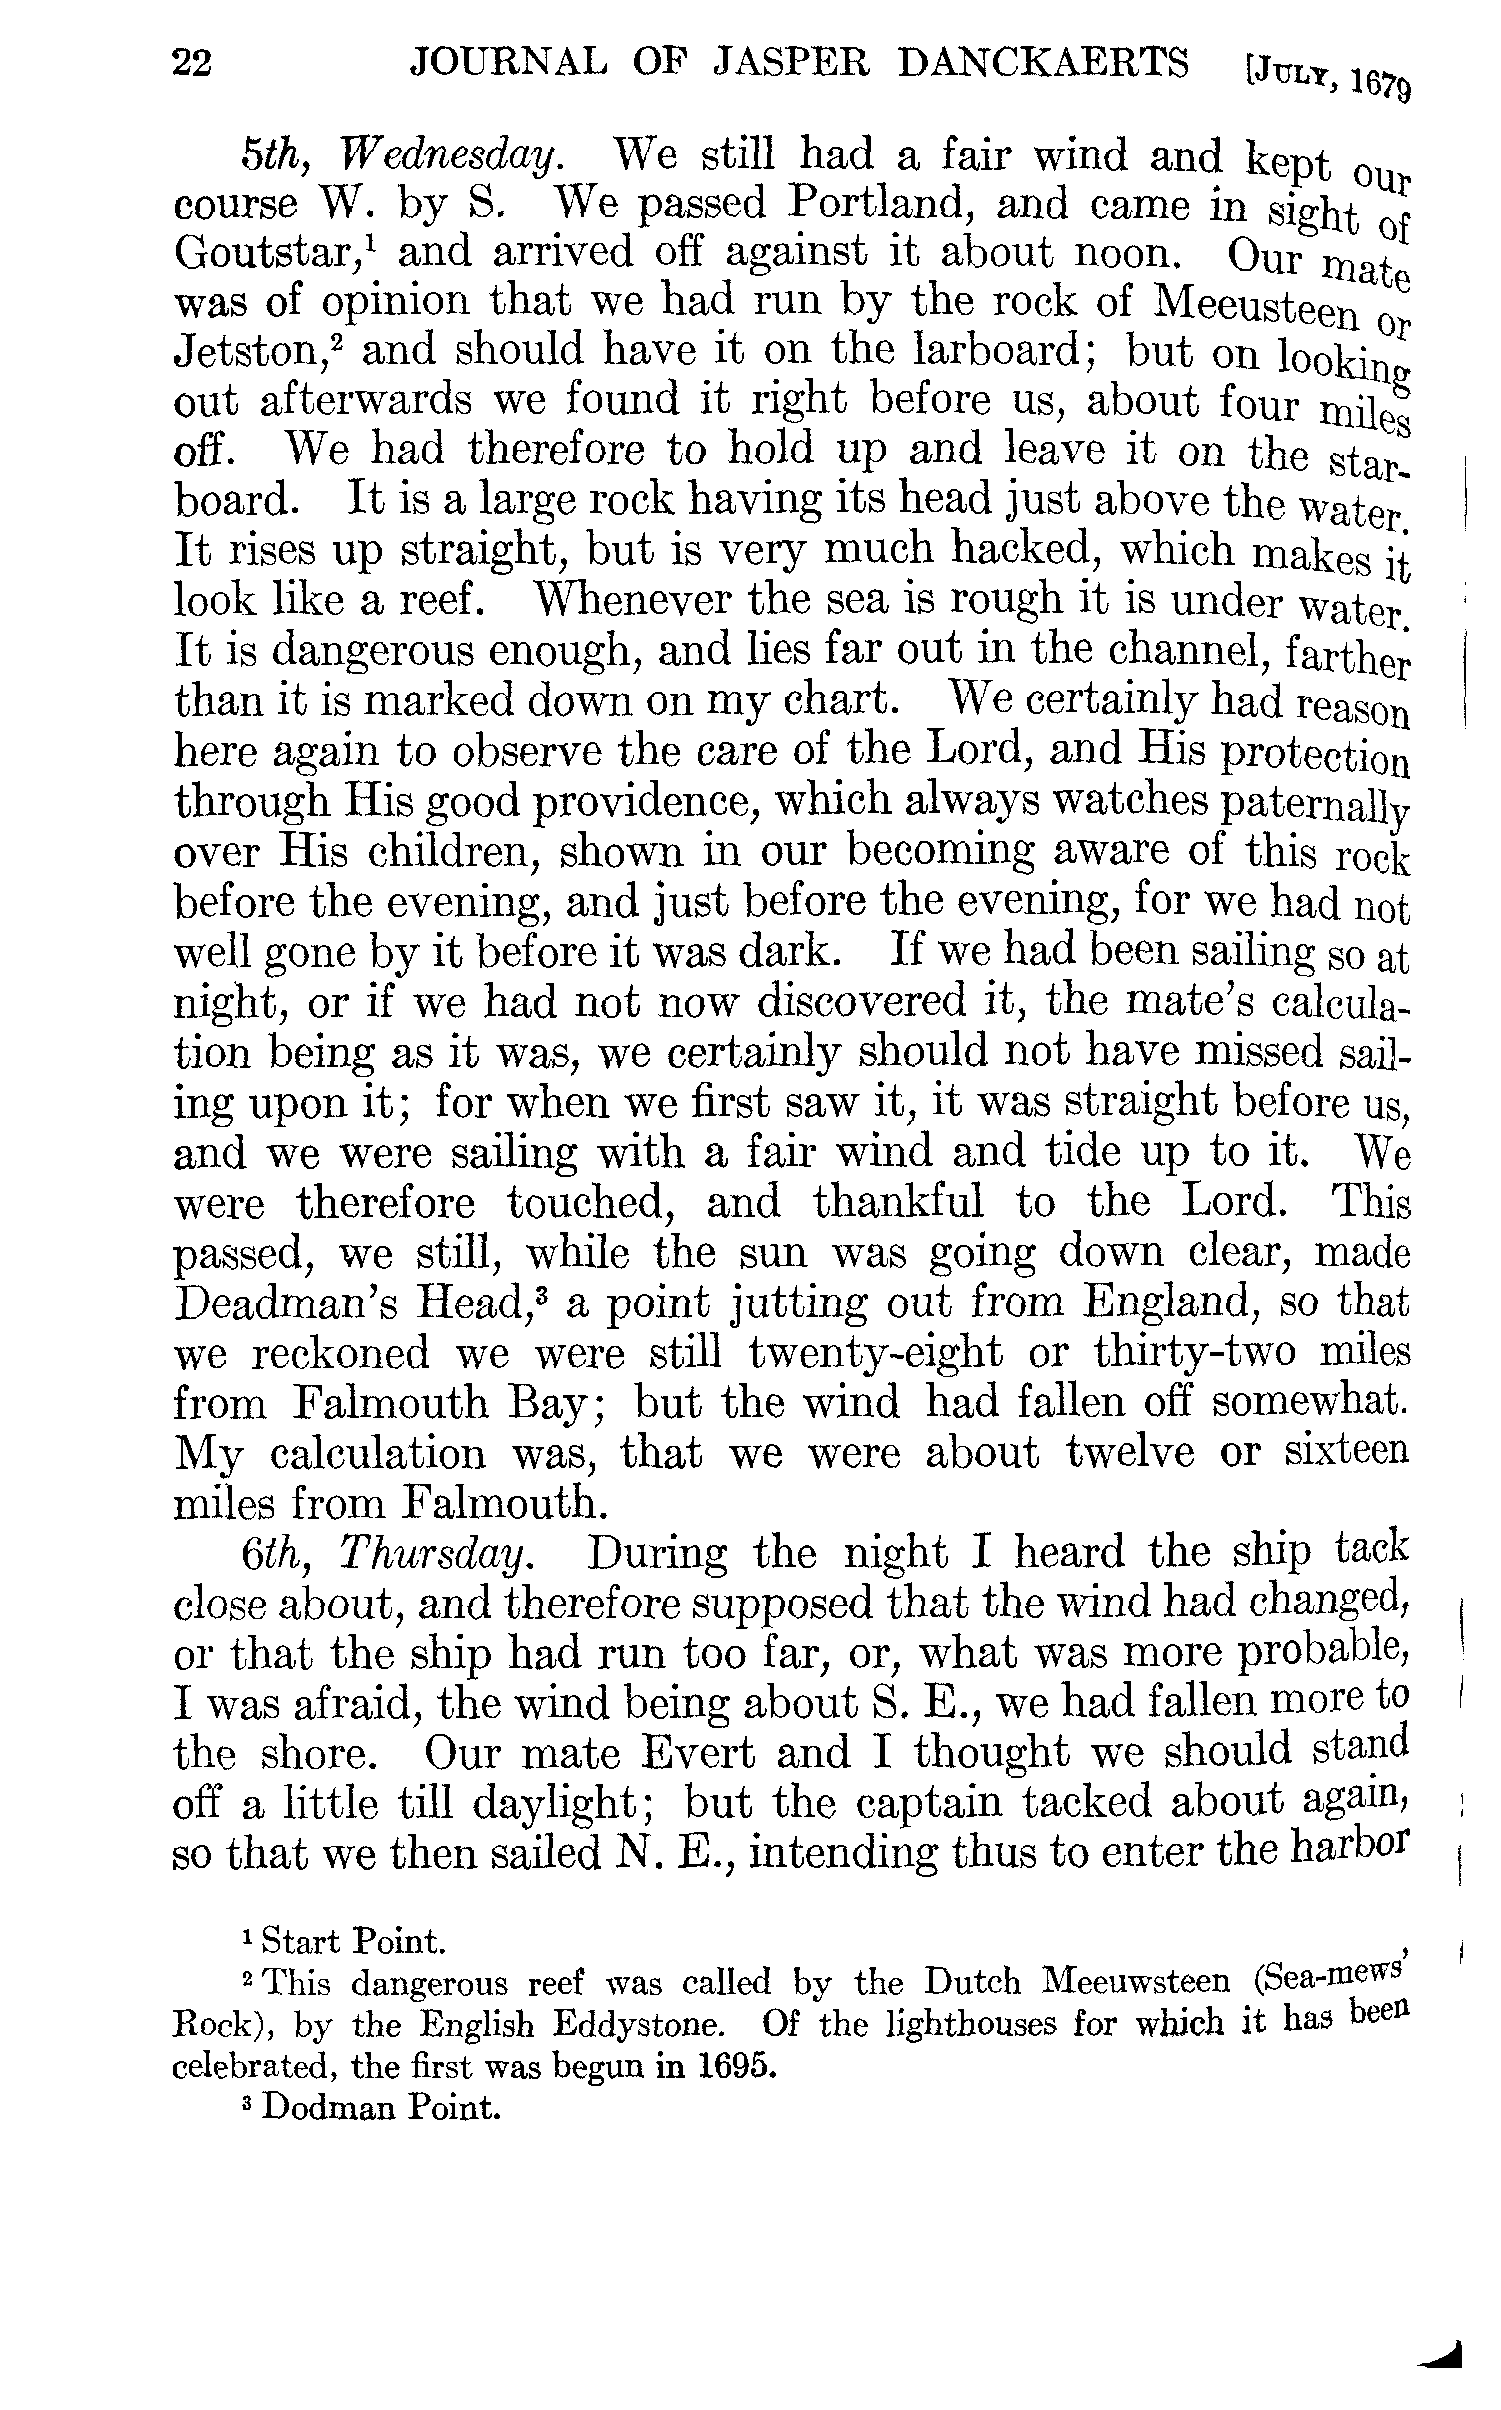 22 JOURNAL OF JASPER DANCKAERTS [JULY, 1679
5th, Wednesday. We still had a fair wind and kept our
course W. by S. We passed Portland, and came in sight of
Goutstar,¹ and arrived off against it about noon. Our mate
was of opinion that we had run by the rock of Meeusteen or
Jetston,² and should have it on the larboard; but on looking
out afterwards we found it right before us, about four miles
off. We had therefore to hold up and leave it on the star-
board. It is a large rock having its head just above the water.
It rises up straight, but is very much hacked, which makes it
look like a reef. Whenever the sea is rough it is under water.
It is dangerous enough, and lies far out in the channel, farther
than it is marked down on my chart. We certainly had reason
here again to observe the care of the Lord, and His protection
through His good providence, which always watches paternally
over His children, shown in our becoming aware of this rock
before the evening, and just before the evening, for we had not
well gone by it before it was dark. If we had been sailing so at
night, or if we had not now discovered it, the mate's calcula-
tion being as it was, we certainly should not have missed sail-
ing upon it; for when we first saw it, it was straight before us,
and we were sailing with a fair wind and tide up to it. We
were therefore touched, and thankful to the Lord. This
passed, we still, while the sun was going down clear, made
Deadman's Head,³ a point jutting out from England, so that
we reckoned we were still twenty-eight or thirty-two miles
from Falmouth Bay; but the wind had fallen off somewhat.
My calculation was, that we were about twelve or sixteen
miles from Falmouth.
6th, Thursday. During the night I heard the ship tack
close about, and therefore supposed that the wind had changed,
or that the ship had run too far, or, what was more probable,
I was afraid, the wind being about S. E., we had fallen more to
the shore. Our mate Evert and I thought we should stand
off a little till daylight; but the captain tacked about again,
so that we then sailed N. E., intending thus to enter the harbor
¹ Start Point.
² This dangerous reef was called by the Dutch Meeuwsteen (Sea-mews'
Rock), by the English Eddystone. Of the lighthouses for which it has been
celebrated, the first was begun in 1695.
³ Dodman Point.